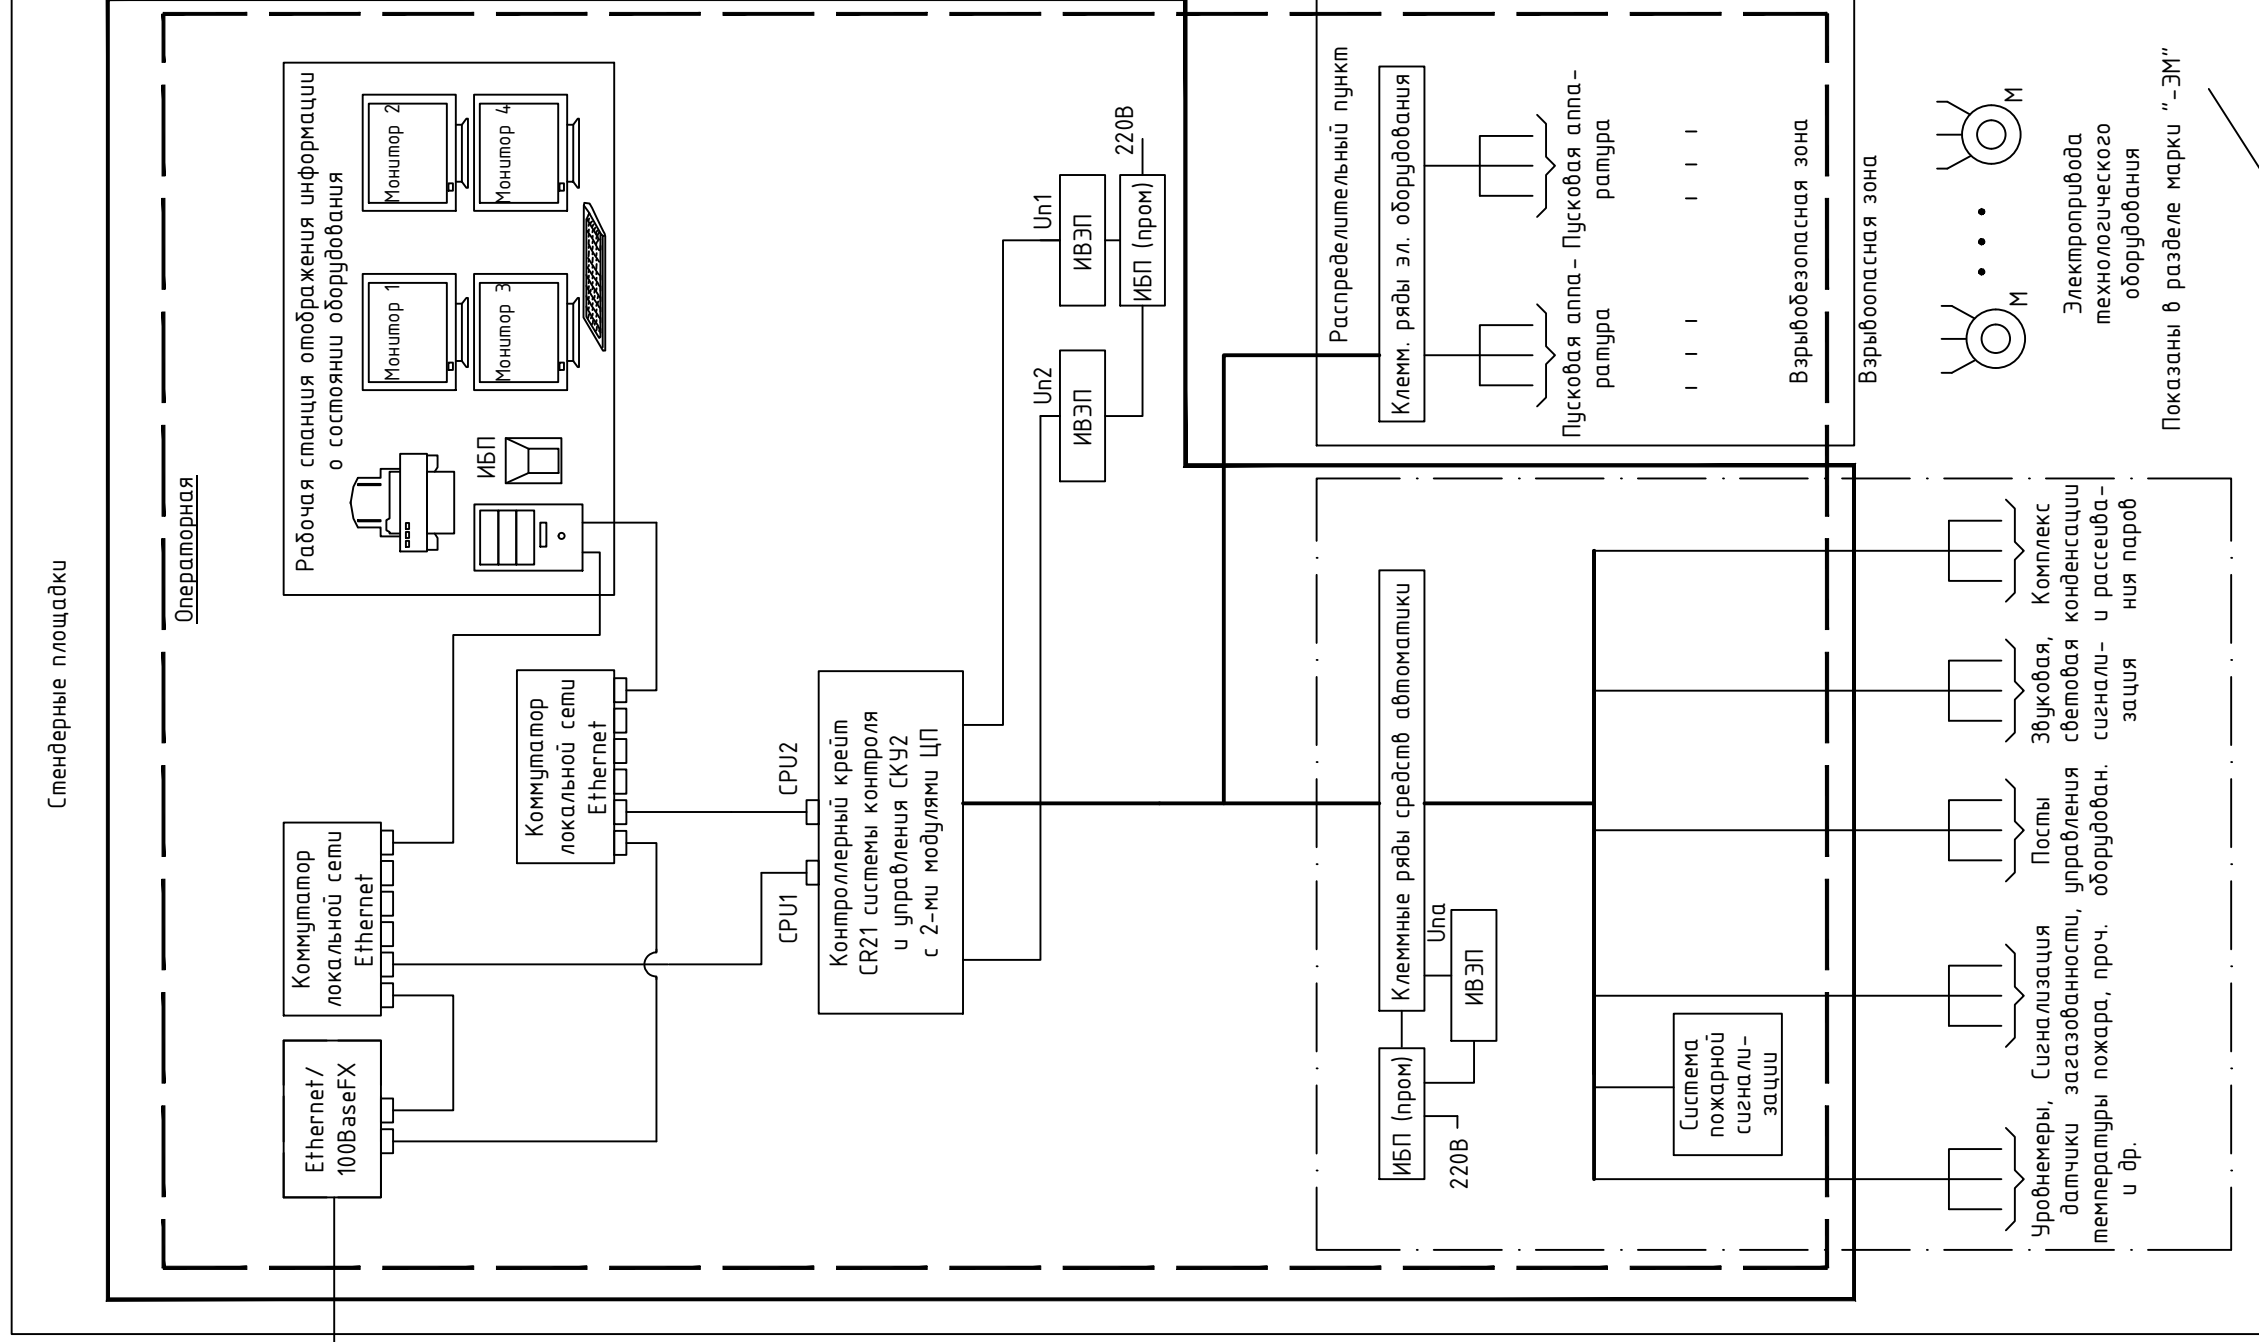 Стендерные площадки
Операторная
Рабочая станция отображения информации
о состоянии оборудования
Монитор 1
Монитор 2
Монитор 3
Монитор 4
ИБП
Ethernet/
100BaseFX
Коммутатор
локальной сети
Ethernet
Коммутатор
локальной сети
Ethernet
CPU1
CPU2
Контроллерный крейт
CR21 системы контроля
и управления СКУ2
с 2-ми модулями ЦП
Uп2
ИВЭП
Uп1
ИВЭП
ИБП (пром)
220В
Распределительный пункт
Клемм. ряды эл. оборудования
Пусковая аппа-
ратура
Пусковая аппа-
ратура
Взрывобезопасная зона
Взрывоопасная зона
М
М
Электропривода
технологического
оборудования
Показаны в разделе марки "-ЭМ"
Клеммные ряды средств автоматики
Uпа
ИВЭП
ИБП (пром)
220В
Система
пожарной
сигнали-
зации
Уровнемеры,
датчики
температуры
и др.
Сигнализация
загазованности,
пожара, проч.
Посты
управления
оборудован.
Звуковая,
световая
сигнали-
зация
Комплекс
конденсации
и рассеива-
ния паров